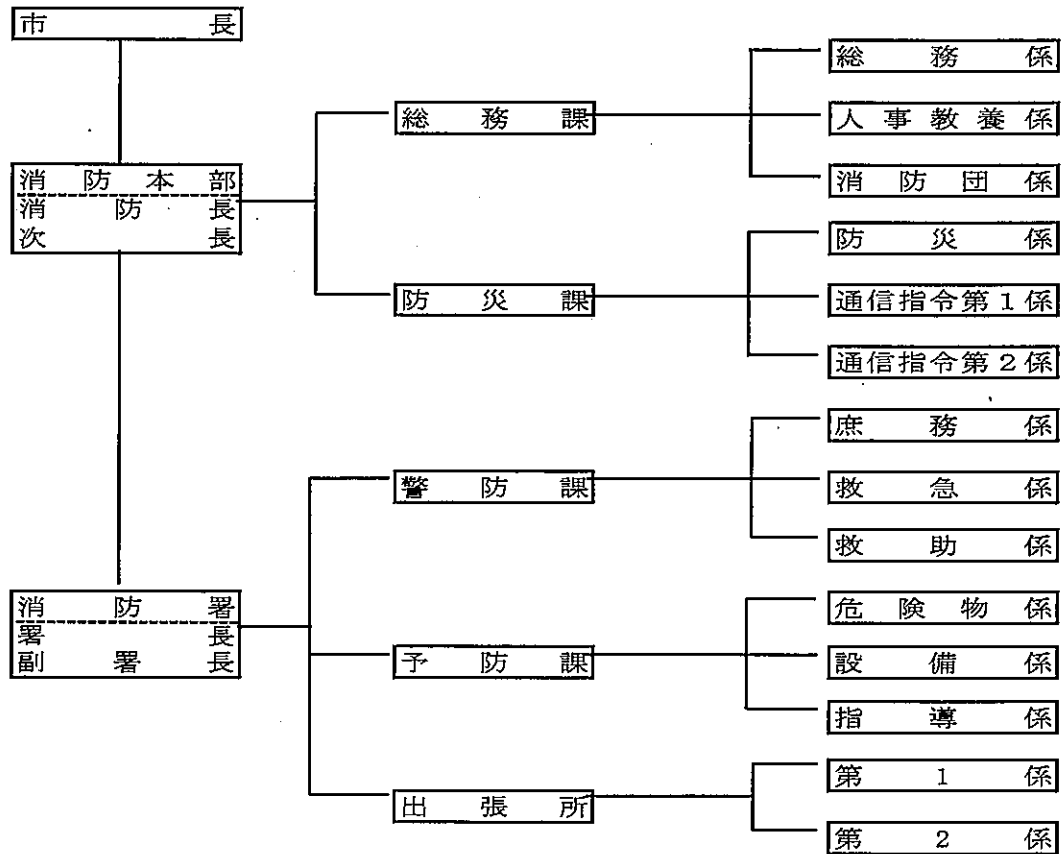 市長
消防本部
消防長
次長
総務課
総務係
人事教養係
消防団係
防災課
防災係
通信指令第1係
通信指令第2係
消防署
署長
副署長
警防課
庶務係
救急係
救助係
予防課
危険物係
設備係
指導係
出張所
第1係
第2係